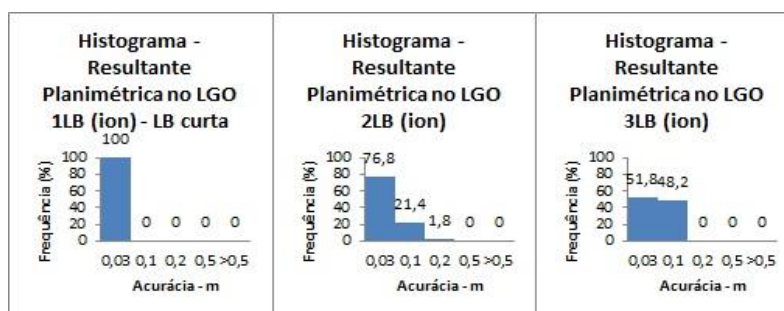 Histograma -
Resultante
Planimétrica no LGO
1LB (ion) - LB curta
100
100
80
60
40
20
0
Frequência (%)
0 0 0 0
0,03 0,1 0,2 0,5 >0,5
Acurácia - m
Histograma -
Resultante
Planimétrica no LGO
2LB (ion)
100
80
60
40
20
0
Frequência (%)
76,8
21,4
1,8 0 0
0,03 0,1 0,2 0,5 >0,5
Acurácia - m
Histograma -
Resultante
Planimétrica no LGO
3LB (ion)
100
80
60
40
20
0
Frequência (%)
51,8 48,2
0 0 0
0,03 0,1 0,2 0,5 >0,5
Acurácia - m